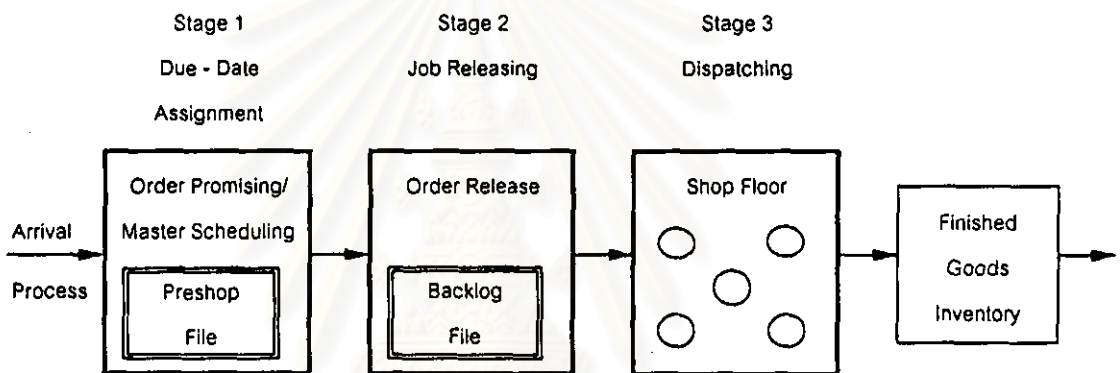 Stage 1
Due - Date
Assignment
Stage 2
Job Releasing
Stage 3
Dispatching
Arrival
Process
Order Promising/
Master Scheduling
Preshop
File
Order Release
Backlog
File
Shop Floor
Finished
Goods
Inventory